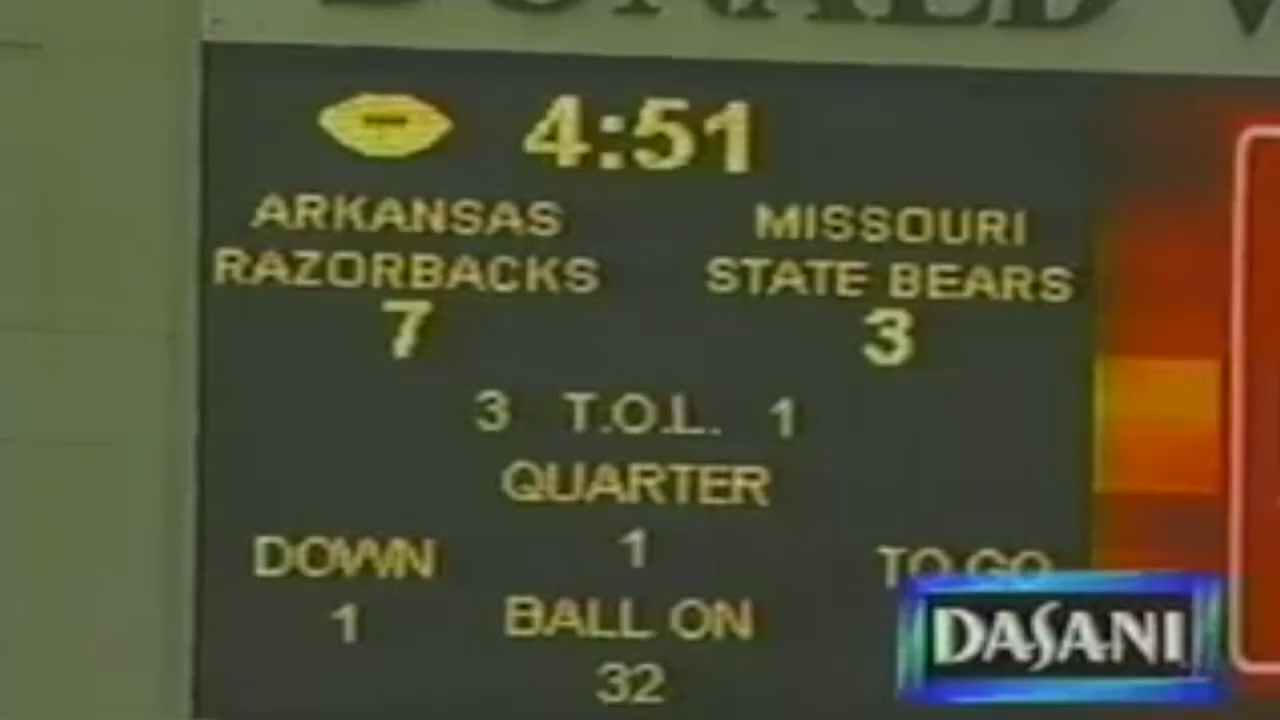 DONALD W
4:51
ARKANSAS
RAZORBACKS
7
MISSOURI
STATE BEARS
3
3 T.O.L. 1
QUARTER
1
DOWN
1
TO GO
BALL ON
32
DASANI